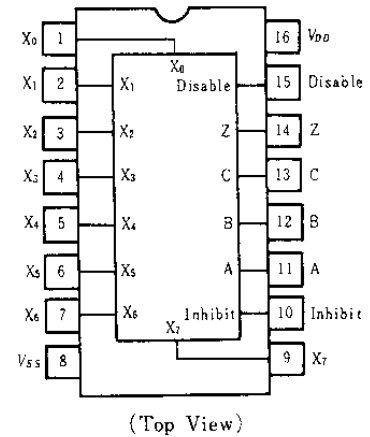 X₀ 1 16 V_DD
X₀
X₁ 2 X₁ Disable 15 Disable
X₂ 3 X₂ Z 14 Z
X₃ 4 X₃ C 13 C
X₄ 5 X₄ B 12 B
X₅ 6 X₅ A 11 A
X₆ 7 X₆ Inhibit 10 Inhibit
X₇
V_SS 8 9 X₇
(Top View)